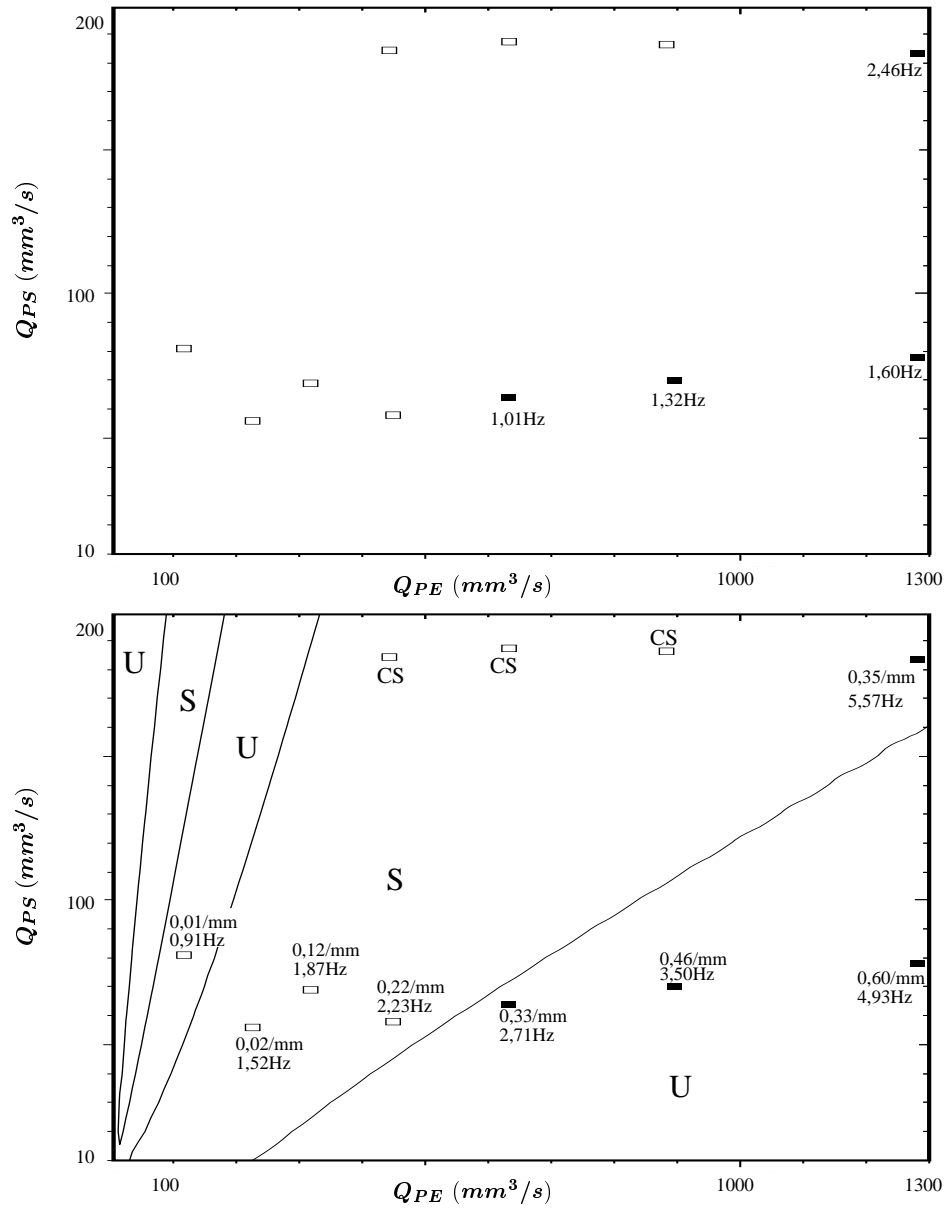 200
2,46Hz
Q_PS (mm³/s)
100
1,60Hz
1,32Hz
1,01Hz
10
100
Q_PE (mm³/s)
1000
1300
200
U
CS
CS
CS
S
0,35/mm
5,57Hz
U
Q_PS (mm³/s)
S
100
0,01/mm
0,91Hz
0,12/mm
1,87Hz
0,46/mm
3,50Hz
0,22/mm
2,23Hz
0,60/mm
4,93Hz
0,33/mm
2,71Hz
0,02/mm
1,52Hz
U
10
100
Q_PE (mm³/s)
1000
1300